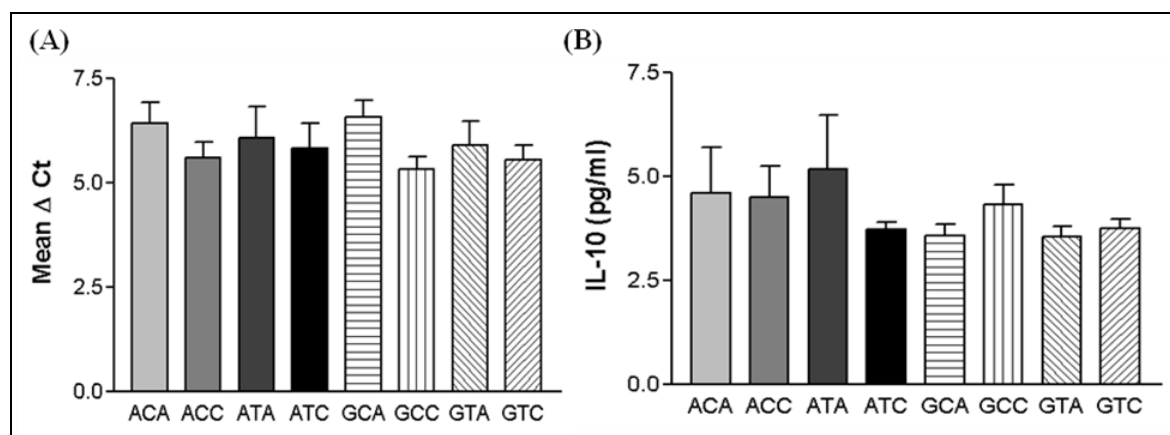 (A)
Mean Δ Ct
7.5
5.0
2.5
0.0
ACA ACC ATA ATC GCA GCC GTA GTC
(B)
IL-10 (pg/ml)
7.5
5.0
2.5
0.0
ACA ACC ATA ATC GCA GCC GTA GTC